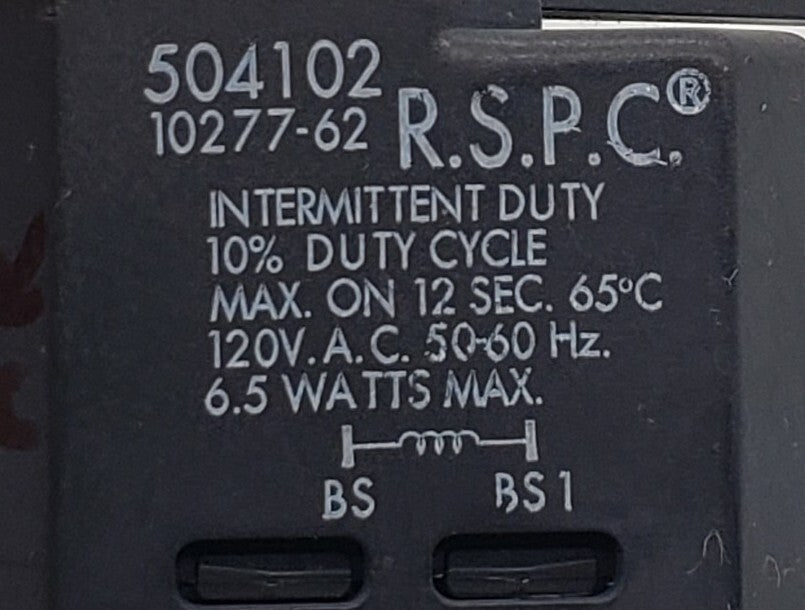 504102
10277-62
R.S.P.C.®
INTERMITTENT DUTY
10% DUTY CYCLE
MAX. ON 12 SEC. 65°C
120V.A.C. 50-60 Hz.
6.5 WATTS MAX.
BS BS1